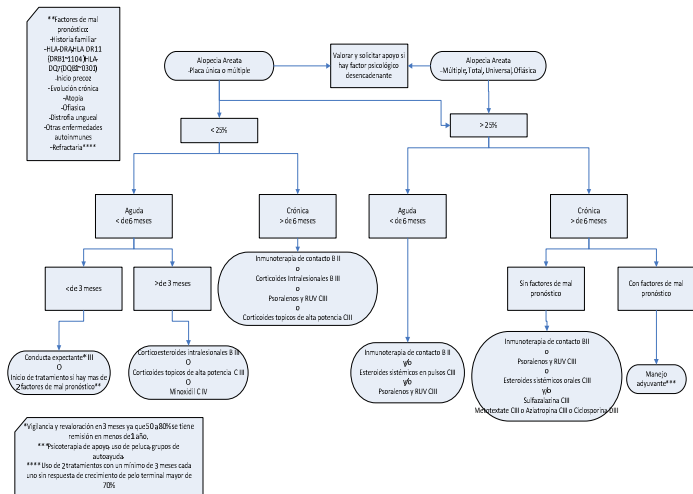 **Factores de mal
pronóstico:
-Historia familiar
-HLA-DRA,HLA DR11
(DRB1*1104)HLA-
DQ7(DQB1*0301)
-Inicio precoz
-Evolución crónica
-Atopia
-Ofiasica
-Distrofia ungueal
-Otras enfermedades
autoinmunes
-Refractaria****
Alopecia Areata
-Placa única o múltiple
Valorar y solicitar apoyo si
hay factor psicológico
desencadenante
Alopecia Areata
-Múltiple, Total, Universal, Ofiásica
< 25%
> 25%
Aguda
< de 6 meses
Crónica
> de 6 meses
Aguda
< de 6 meses
Crónica
> de 6 meses
< de 3 meses
>de 3 meses
Inmunoterapia de contacto B II
o
Corticoides Intralesionales B III
o
Psoralenos y RUV CIII
o
Corticoides topicos de alta potencia CIII
Sin factores de mal
pronóstico
Con factores de mal
pronóstico
Conducta expectante* III
O
Inicio de tratamiento si hay mas de
2 factores de mal pronóstico**
Corticoesteroides intralesionales B III
O
Corticoides topicos de alta potencia C III
O
Minoxidil C IV
Inmunoterapia de contacto B II
y/o
Esteroides sistémicos en pulsos CIII
y/o
Psoralenos y RUV CIII
Inmunoterapia de contacto BII
o
Psoralenos y RUV CIII
o
Esteroides sistémicos orales CIII
o
Sulfazalazina CIII
Metotextate CIII o Aziatropina CIII o Ciclosporina CIII
Manejo
adyuvante***
*Vigilancia y revaloración en 3 meses ya que 50 a 80% se tiene
remisión en menos de 1 año,
***Psicoterapia de apoyo, uso de peluca, grupos de
autoayuda.
****Uso de 2 tratamientos con un mínimo de 3 meses cada
uno sin respuesta de crecimiento de pelo terminal mayor de
70%